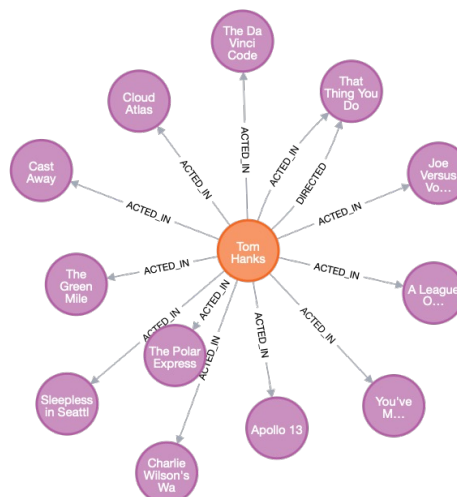 The Da
Vinci
Code
That
Thing You
Do
Cloud
Atlas
Joe Versus
Vo...
Cast
Away
ACTED_IN
ACTED_IN
ACTED_IN
DIRECTED
ACTED_IN
ACTED_IN
ACTED_IN
Tom
Hanks
The
Green
Mile
ACTED_IN
ACTED_IN
A League
O...
ACTED_IN
ACTED_IN
The Polar
Express
ACTED_IN
ACTED_IN
ACTED_IN
Sleepless
in Seattl
You've
M...
Apollo 13
Charlie
Wilson's
Wa